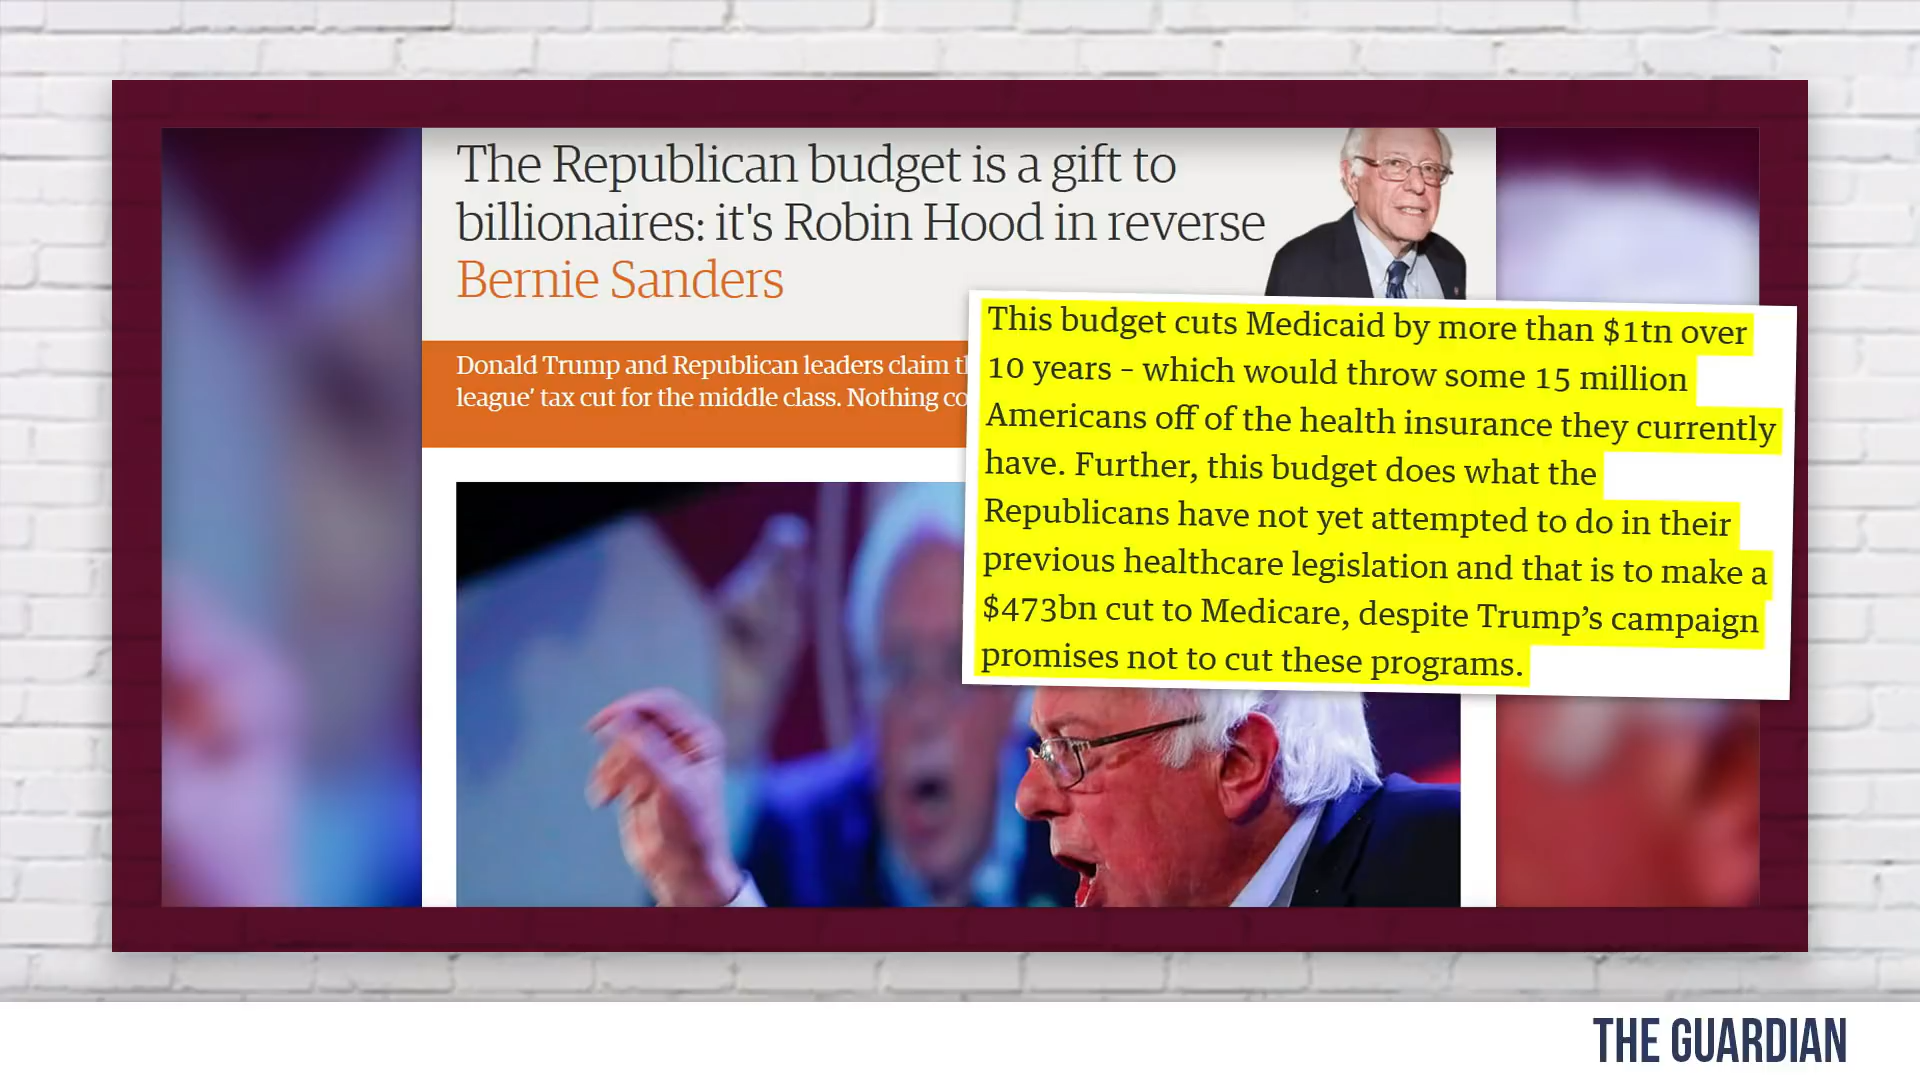 The Republican budget is a gift to
billionaires: it's Robin Hood in reverse
Bernie Sanders
Donald Trump and Republican leaders claim
league' tax cut for the middle class. Nothing
This budget cuts Medicaid by more than $1tn over
10 years – which would throw some 15 million
Americans off of the health insurance they currently
have. Further, this budget does what the
Republicans have not yet attempted to do in their
previous healthcare legislation and that is to make a
$473bn cut to Medicare, despite Trump’s campaign
promises not to cut these programs.
THE GUARDIAN